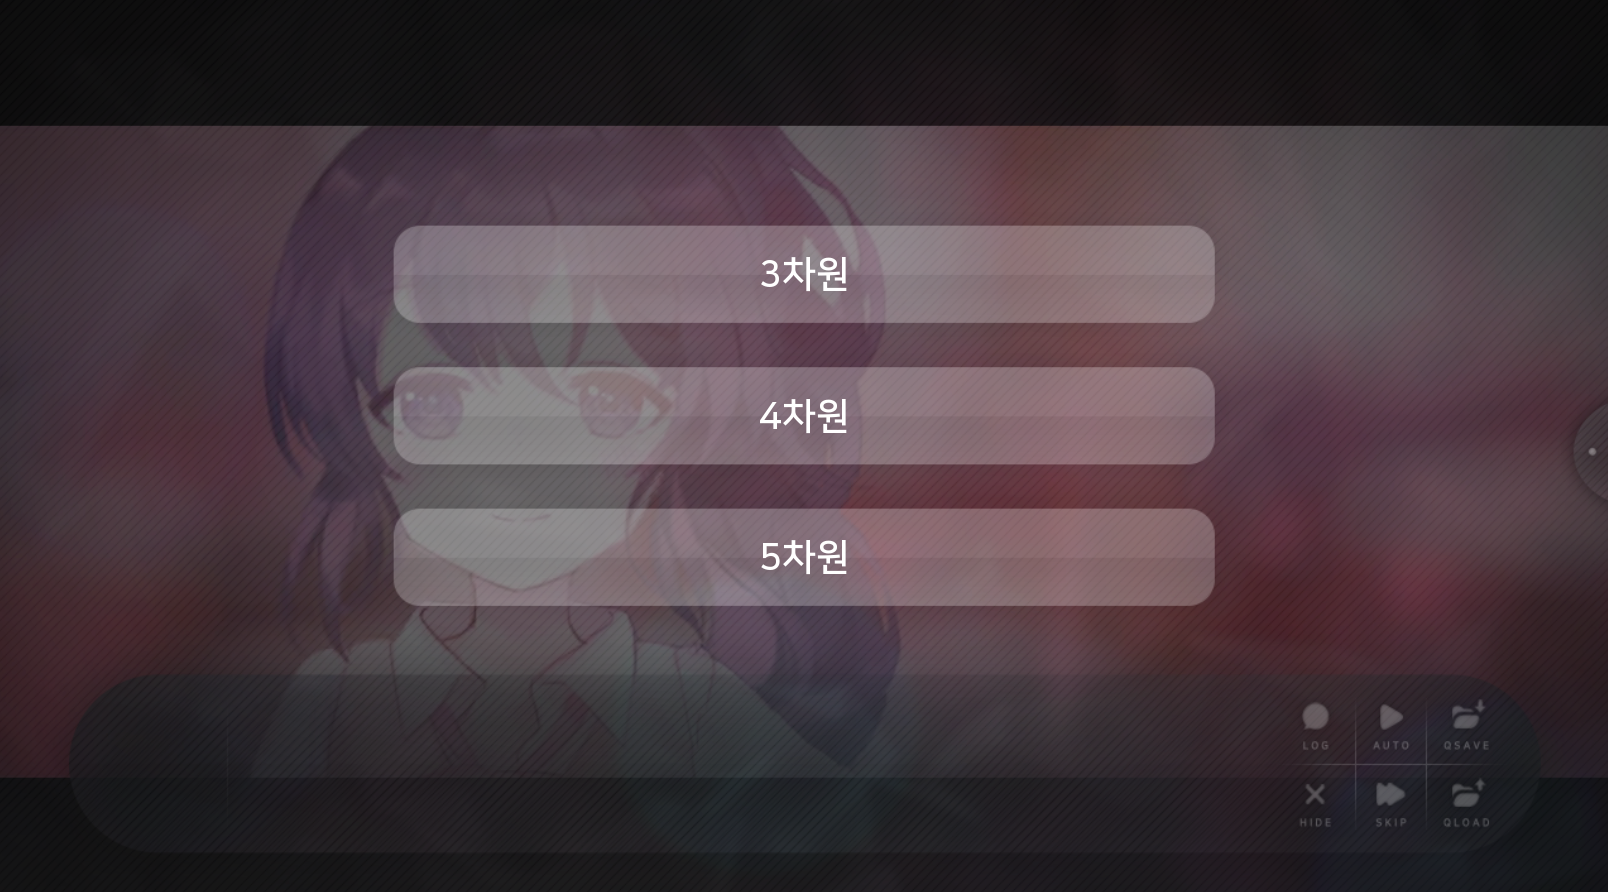 3차원
4차원
5차원
LOG
AUTO
QSAVE
HIDE
SKIP
QLOAD